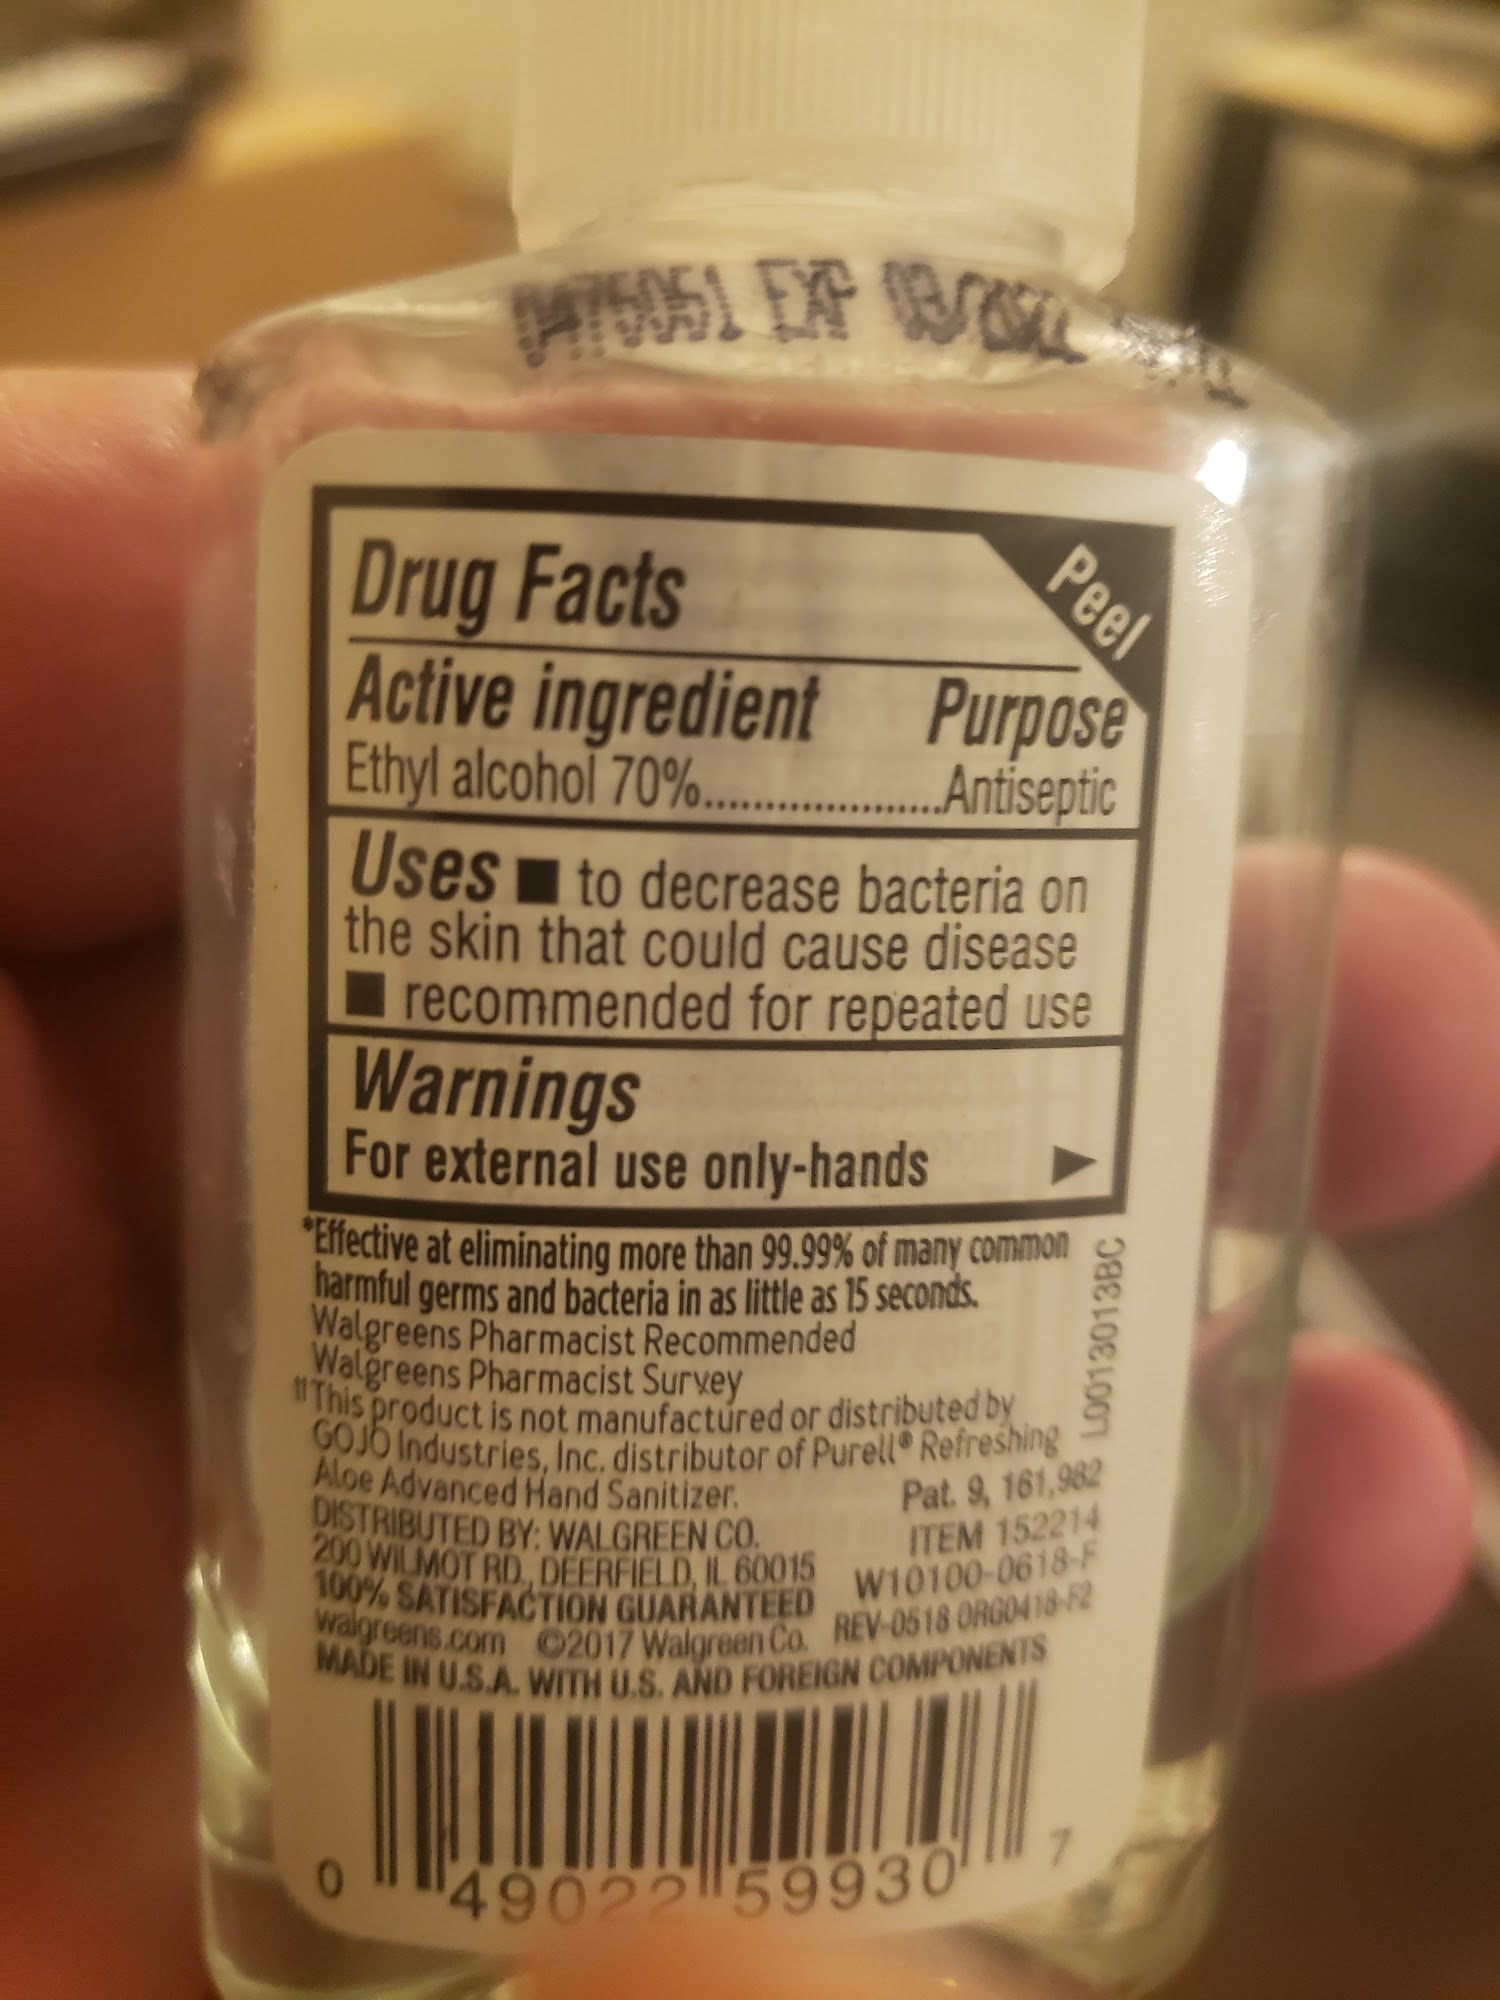 EXP
Peel
Drug Facts
Active ingredient Purpose
Ethyl alcohol 70%.....................Antiseptic
Uses ■ to decrease bacteria on
the skin that could cause disease
■ recommended for repeated use
Warnings
For external use only-hands ▶
*Effective at eliminating more than 99.99% of many common
harmful germs and bacteria in as little as 15 seconds.
Walgreens Pharmacist Recommended
Walgreens Pharmacist Survey
††This product is not manufactured or distributed by
GOJO Industries, Inc. distributor of Purell® Refreshing
Aloe Advanced Hand Sanitizer.
DISTRIBUTED BY: WALGREEN CO.
200 WILMOT RD., DEERFIELD, IL 60015
100% SATISFACTION GUARANTEED
walgreens.com ©2017 Walgreen Co.
Pat. 9, 161,982
ITEM 152214
W10100-0618-F
REV-0518 ORG0418-F2
MADE IN U.S.A. WITH U.S. AND FOREIGN COMPONENTS
L0013013BC
0 49022 59930 7